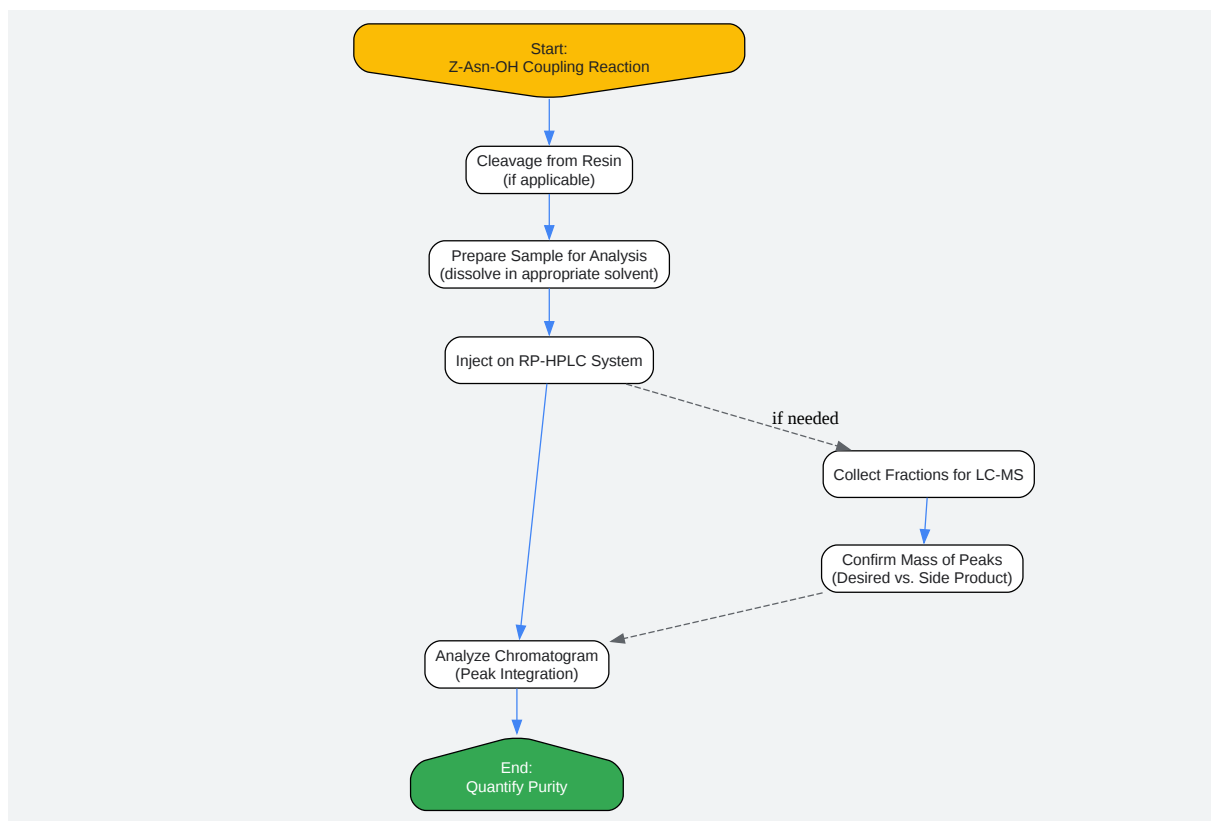 Start:
Z-Asn-OH Coupling Reaction
Cleavage from Resin
(if applicable)
Prepare Sample for Analysis
(dissolve in appropriate solvent)
Inject on RP-HPLC System
if needed
Collect Fractions for LC-MS
Confirm Mass of Peaks
(Desired vs. Side Product)
Analyze Chromatogram
(Peak Integration)
End:
Quantify Purity